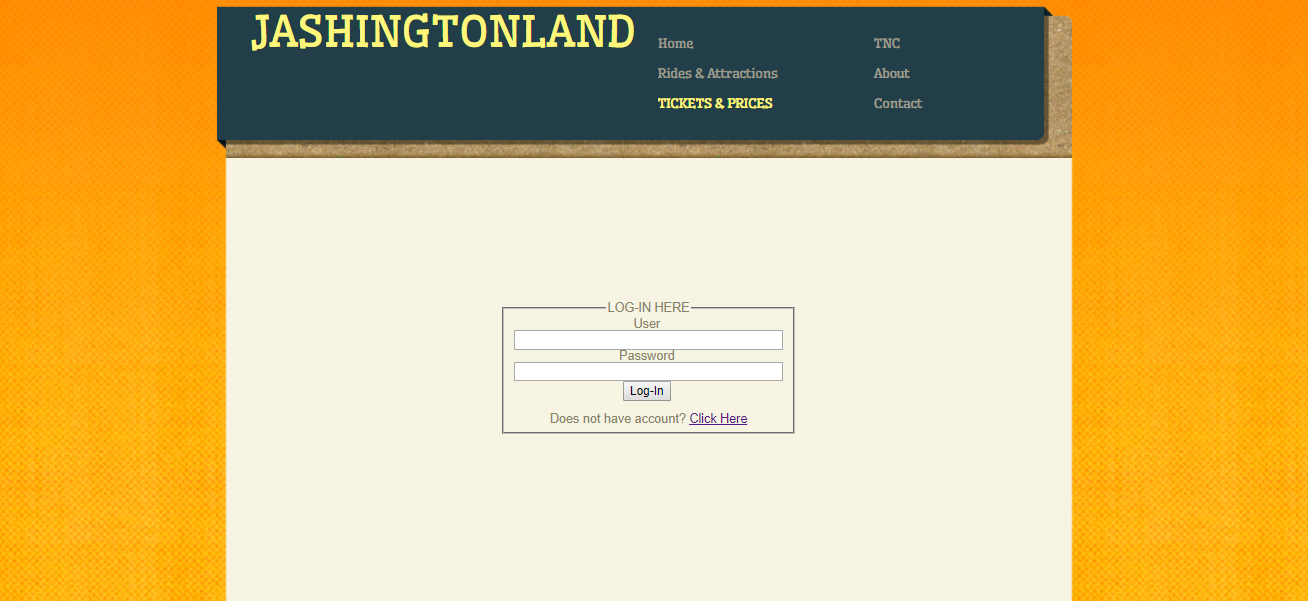 JASHINGTONLAND
Home
TNC
Rides & Attractions
About
TICKETS & PRICES
Contact
LOG-IN HERE
User
Password
Log-In
Does not have account? Click Here